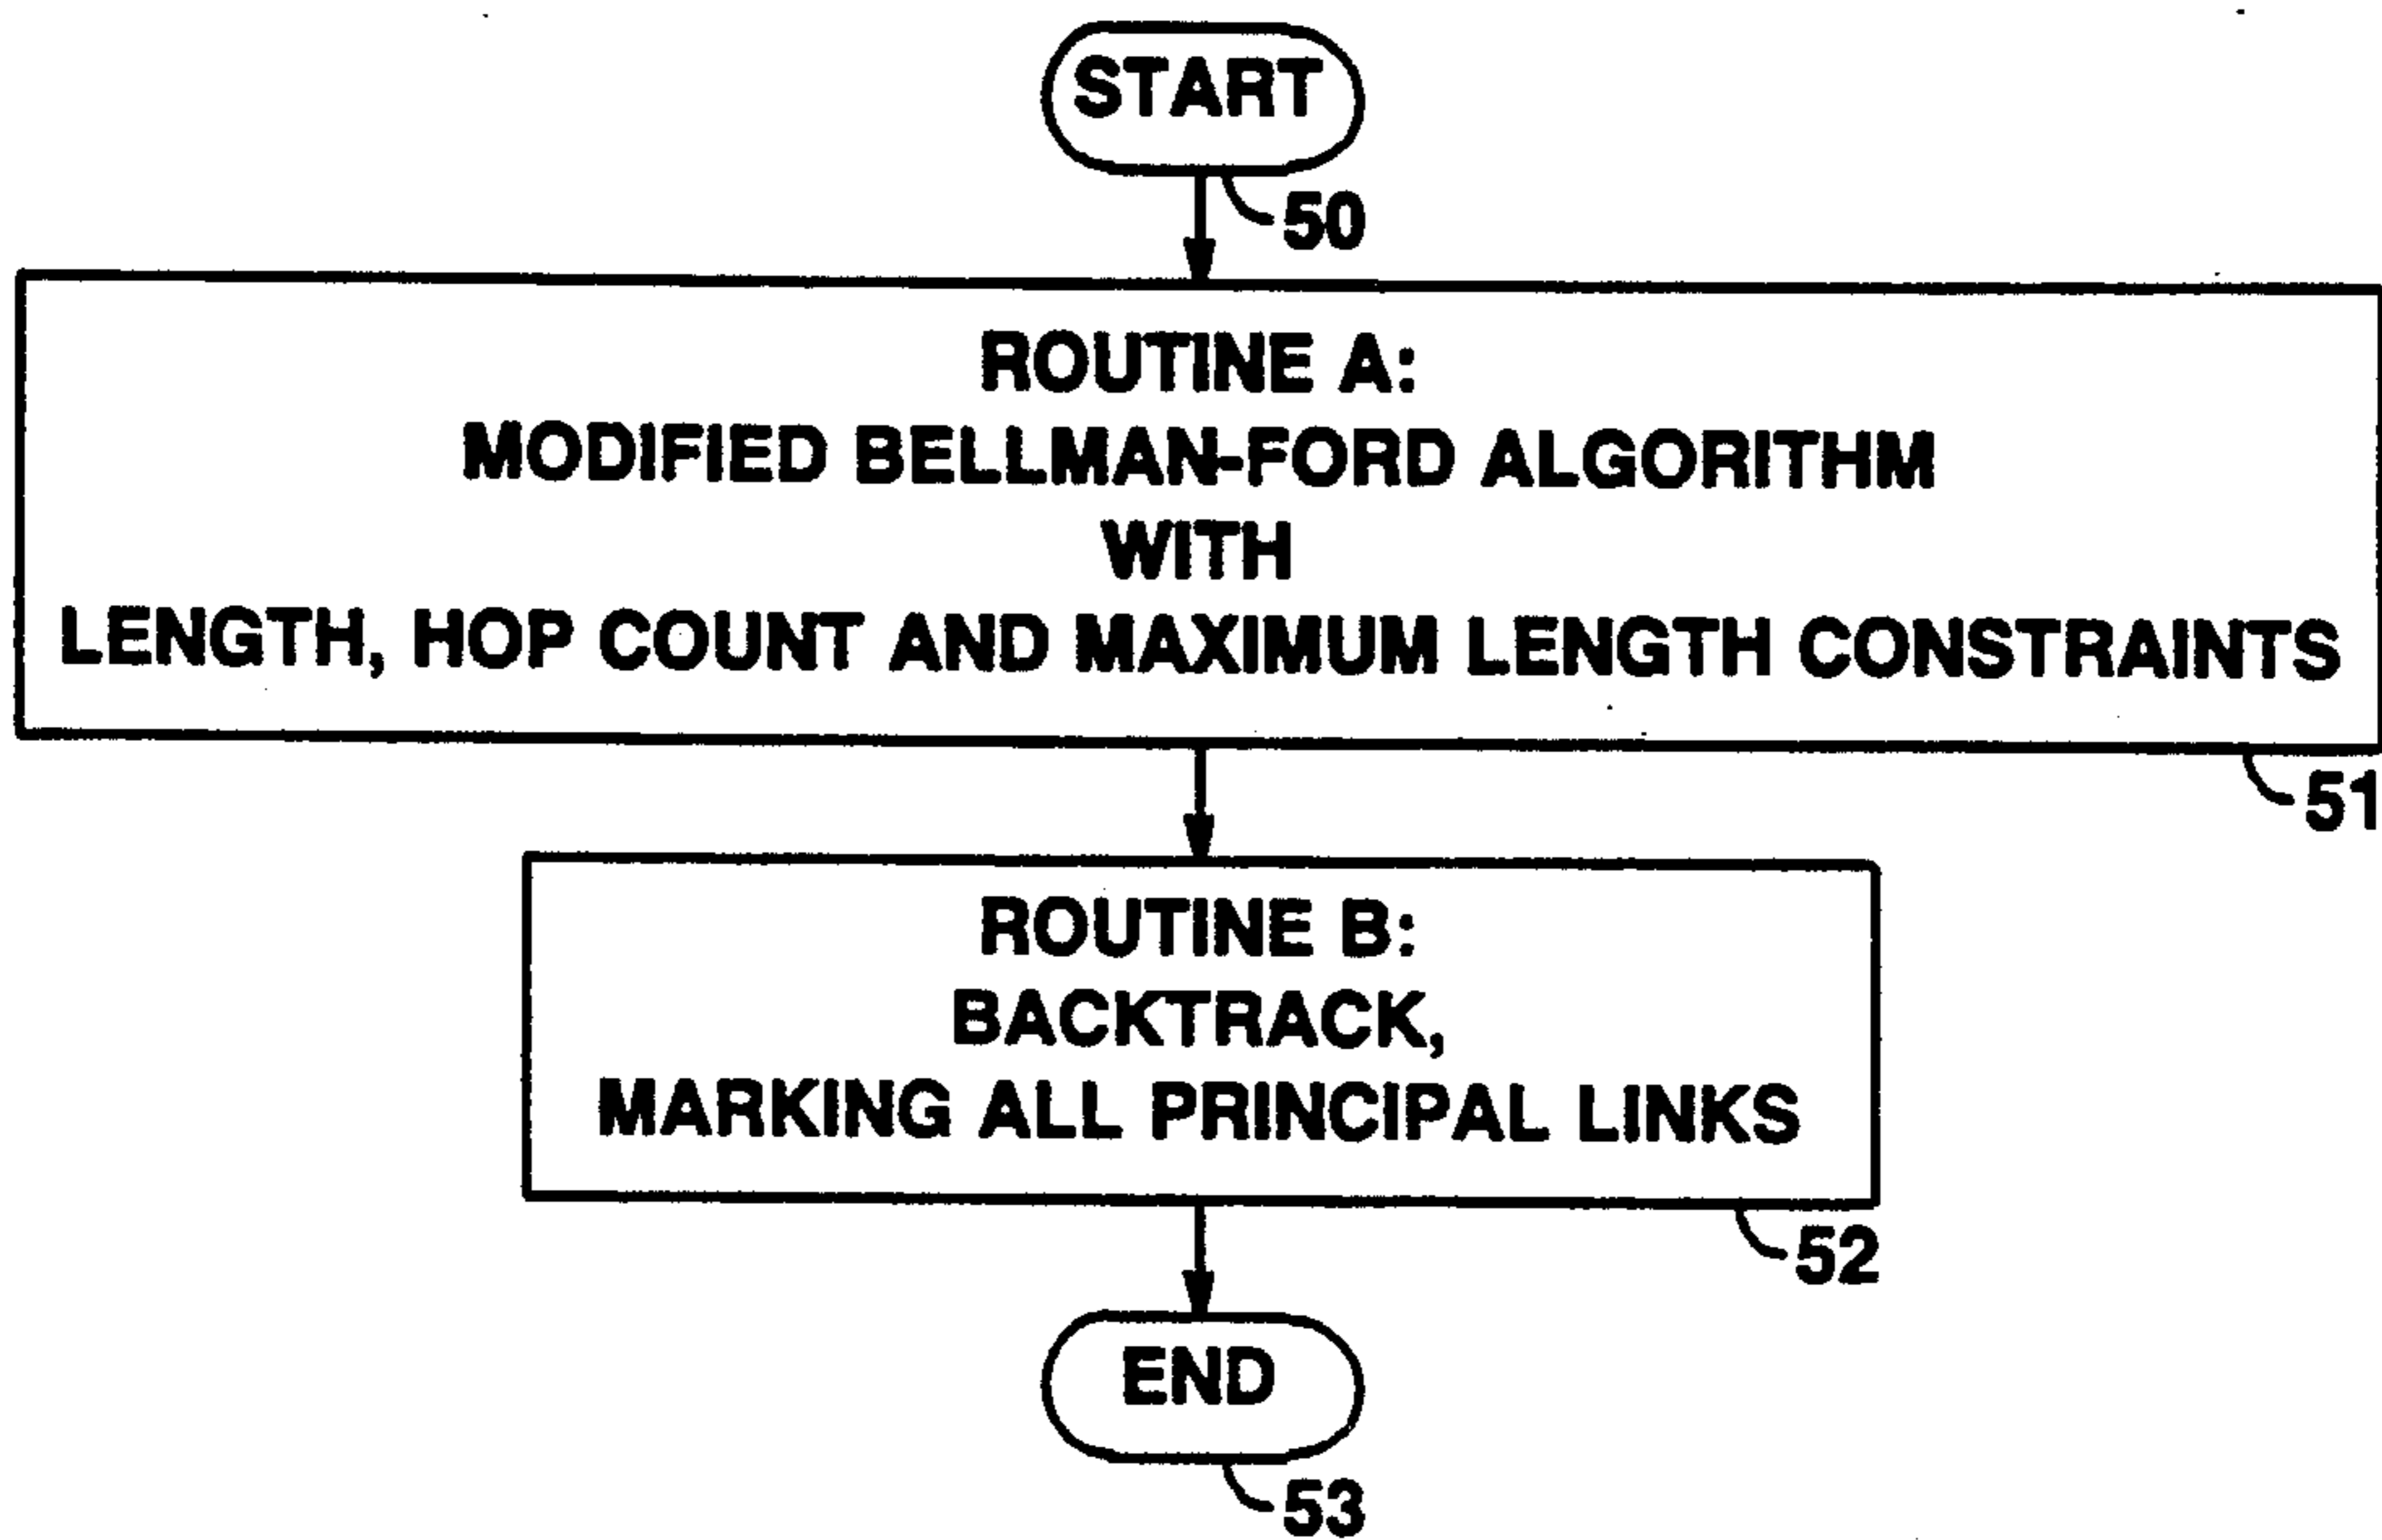 START
50
ROUTINE A:
MODIFIED BELLMAN-FORD ALGORITHM
WITH
LENGTH, HOP COUNT AND MAXIMUM LENGTH CONSTRAINTS
51
ROUTINE B:
BACKTRACK,
MARKING ALL PRINCIPAL LINKS
52
END
53